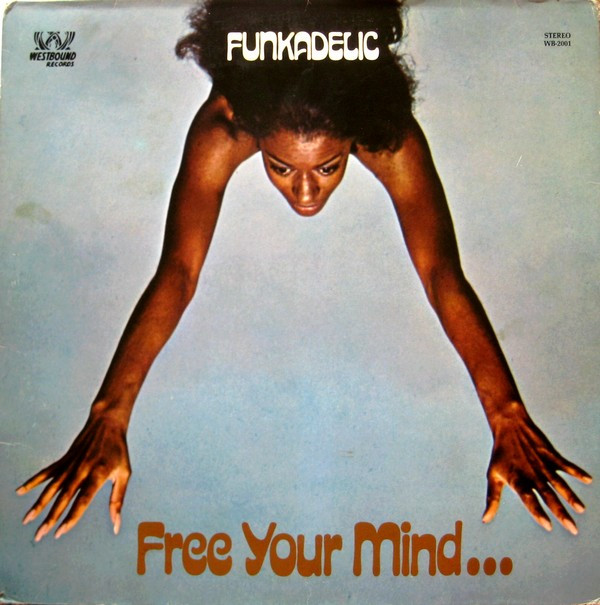 FUNKADELIC
WESTBOUND
RECORDS
STEREO
WB-2001
Free Your Mind...